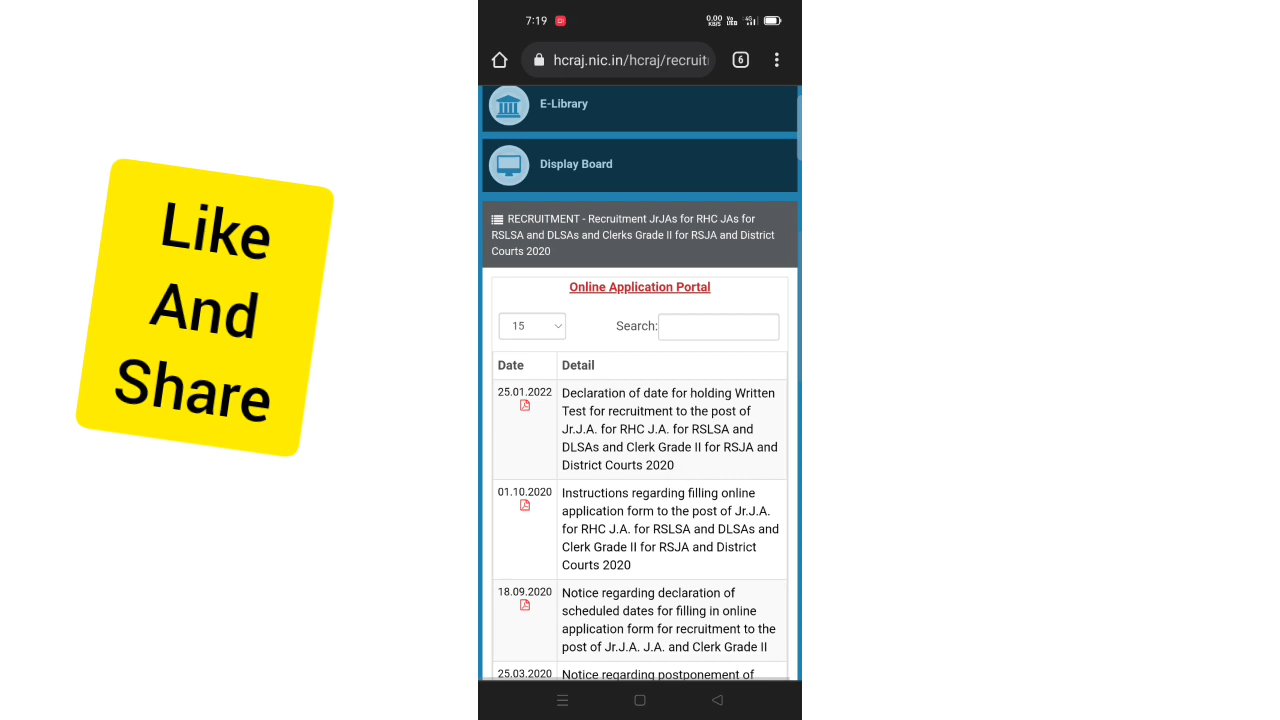 Like
And
Share
7:19
0.00
KB/S
4G
hcraj.nic.in/hcraj/recruit
6
E-Library
Display Board
RECRUITMENT - Recruitment JrJAs for RHC JAs for
RSLSA and DLSAs and Clerks Grade II for RSJA and District
Courts 2020
Online Application Portal
15
Search:
Date Detail
25.01.2022 Declaration of date for holding Written
Test for recruitment to the post of
Jr.J.A. for RHC J.A. for RSLSA and
DLSAs and Clerk Grade II for RSJA and
District Courts 2020
01.10.2020 Instructions regarding filling online
application form to the post of Jr.J.A.
for RHC J.A. for RSLSA and DLSAs and
Clerk Grade II for RSJA and District
Courts 2020
18.09.2020 Notice regarding declaration of
scheduled dates for filling in online
application form for recruitment to the
post of Jr.J.A. J.A. and Clerk Grade II
25.03.2020 Notice regarding postponement of